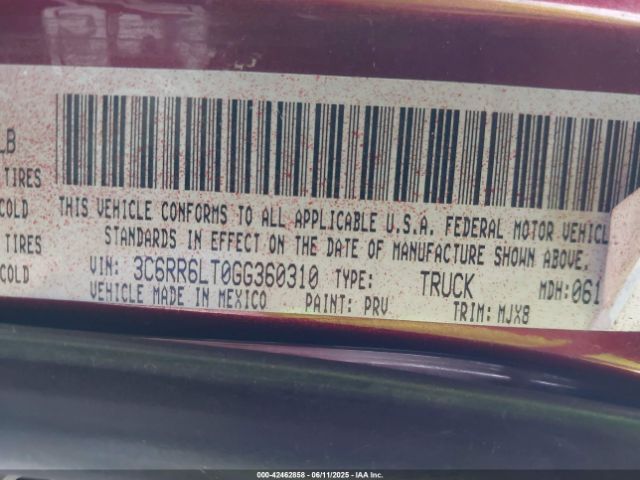 LB
TIRES
COLD
TIRES
COLD
THIS VEHICLE CONFORMS TO ALL APPLICABLE U.S.A. FEDERAL MOTOR VEHICLE
STANDARDS IN EFFECT ON THE DATE OF MANUFACTURE SHOWN ABOVE.
VIN: 3C6RR6LT0GG360310 TYPE: TRUCK MDH:061
VEHICLE MADE IN MEXICO PAINT: PRV TRIM: MJX8
000-42462858 - 06/11/2025 - IAAI, Inc.